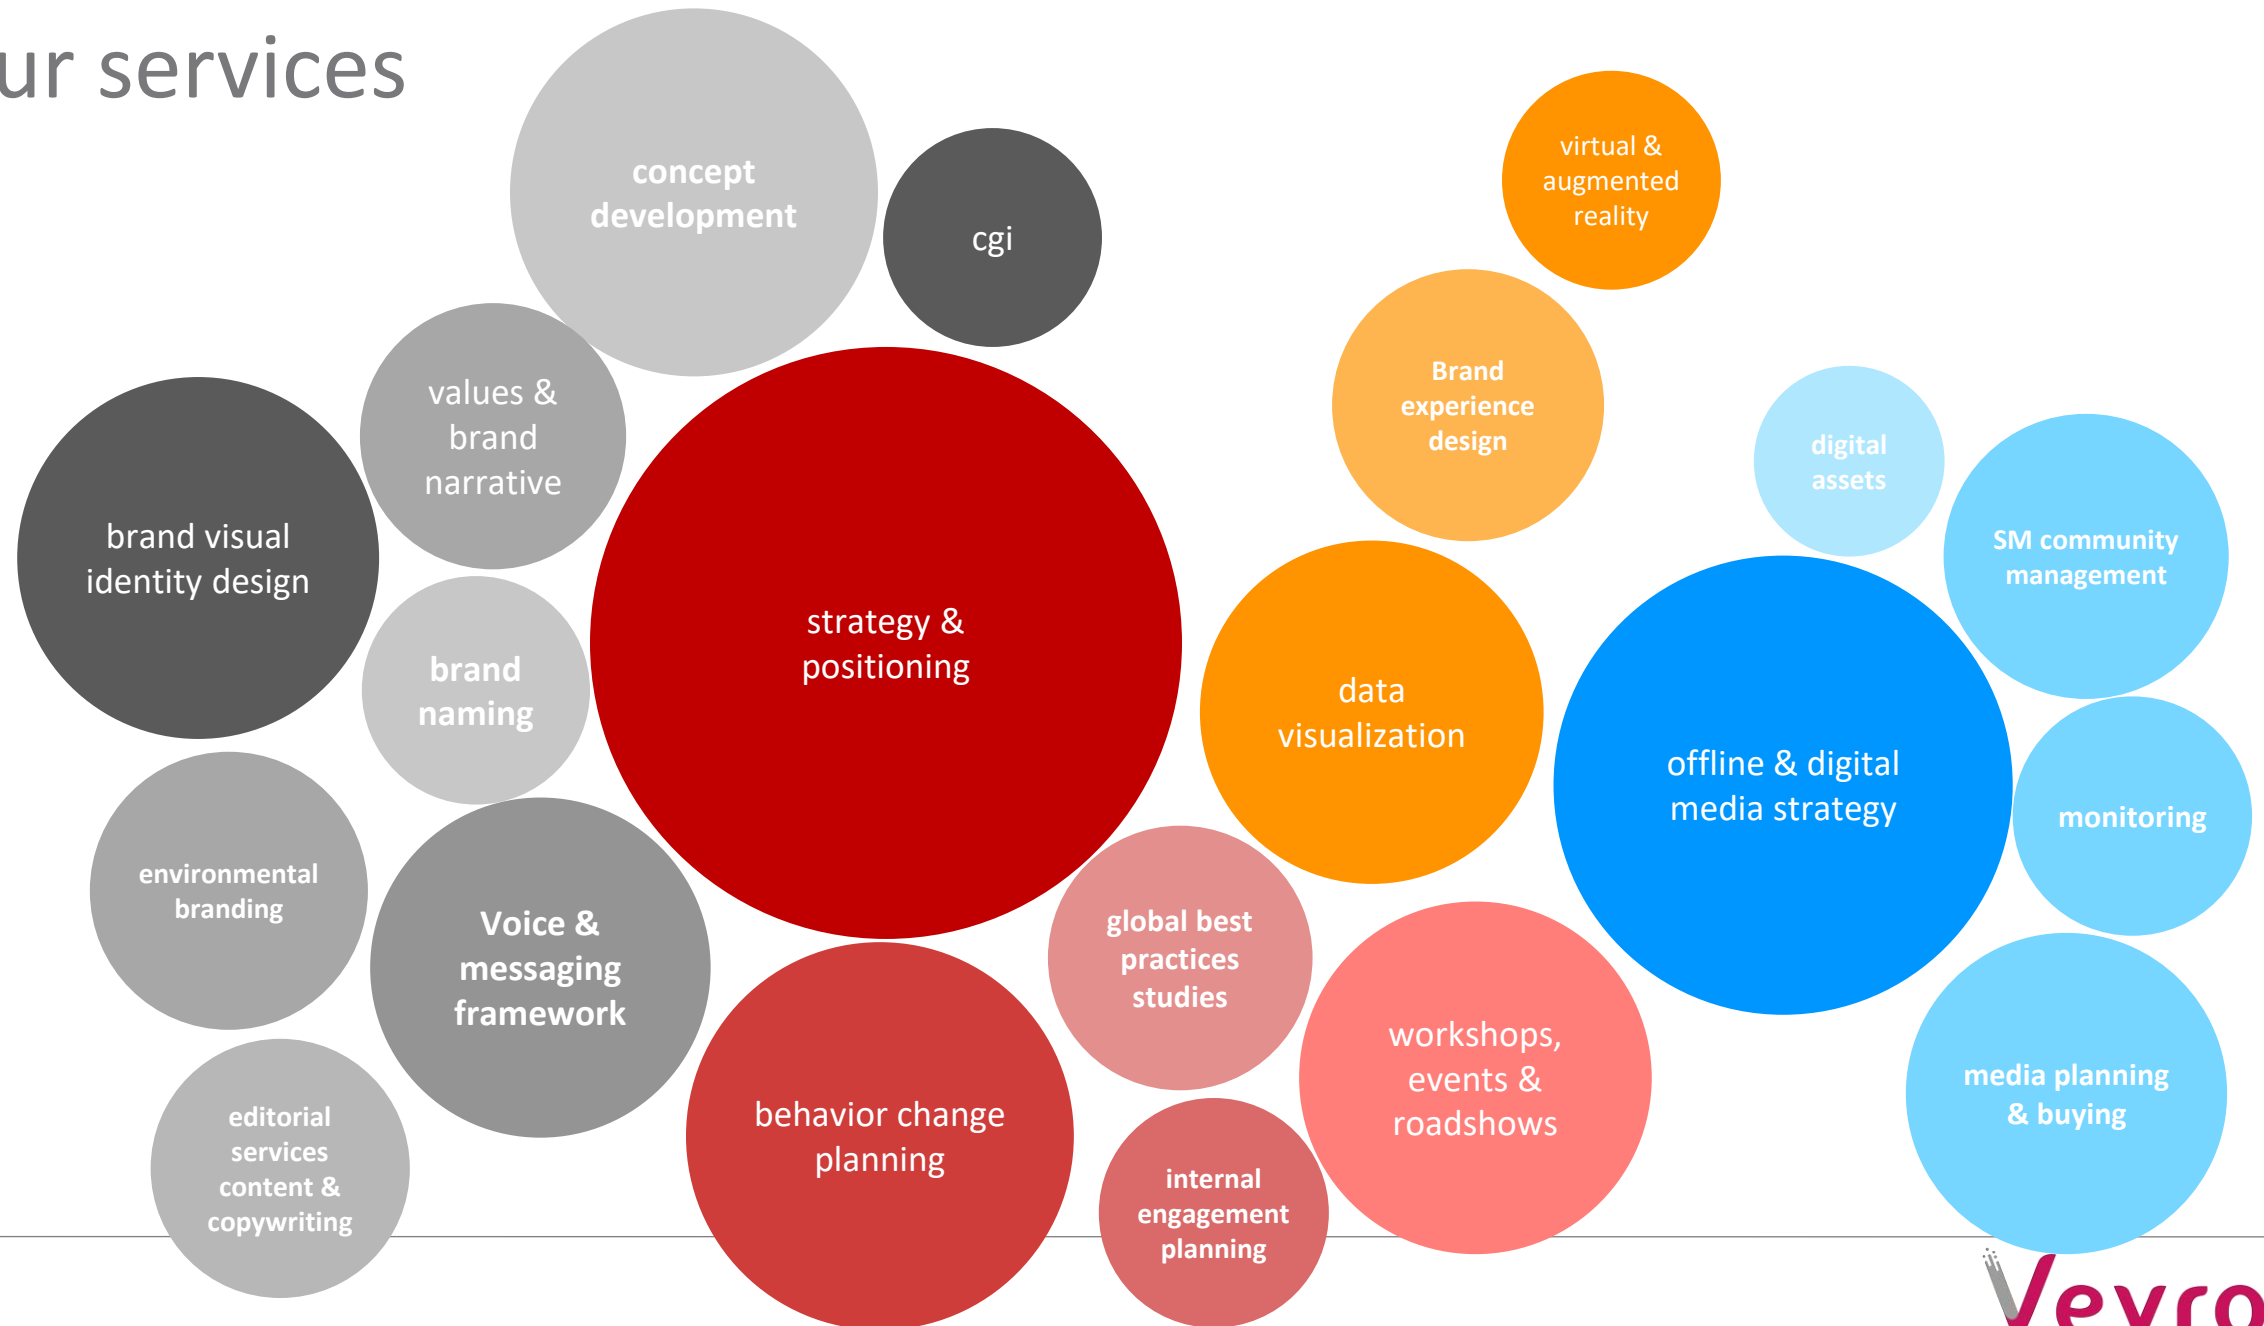 ur services
concept
development
cgi
virtual &
augmented
reality
values &
brand
narrative
Brand
experience
design
digital
assets
SM community
management
brand visual
identity design
strategy &
positioning
brand
naming
data
visualization
offline & digital
media strategy
monitoring
environmental
branding
Voice &
messaging
framework
global best
practices
studies
workshops,
events &
roadshows
media planning
& buying
behavior change
planning
editorial
services
content &
copywriting
internal
engagement
planning
Vevro